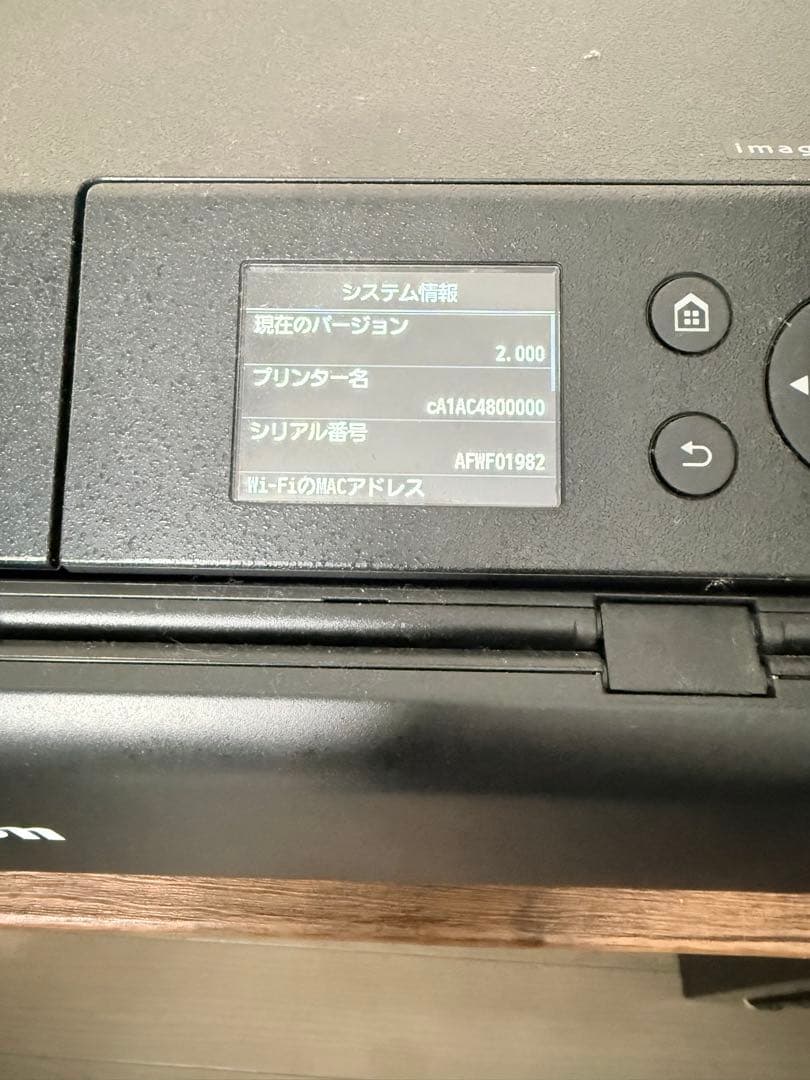 imag
システム情報
現在のバージョン
2.000
プリンター名
cA1AC4800000
シリアル番号
AFWF01982
Wi-FiのMACアドレス